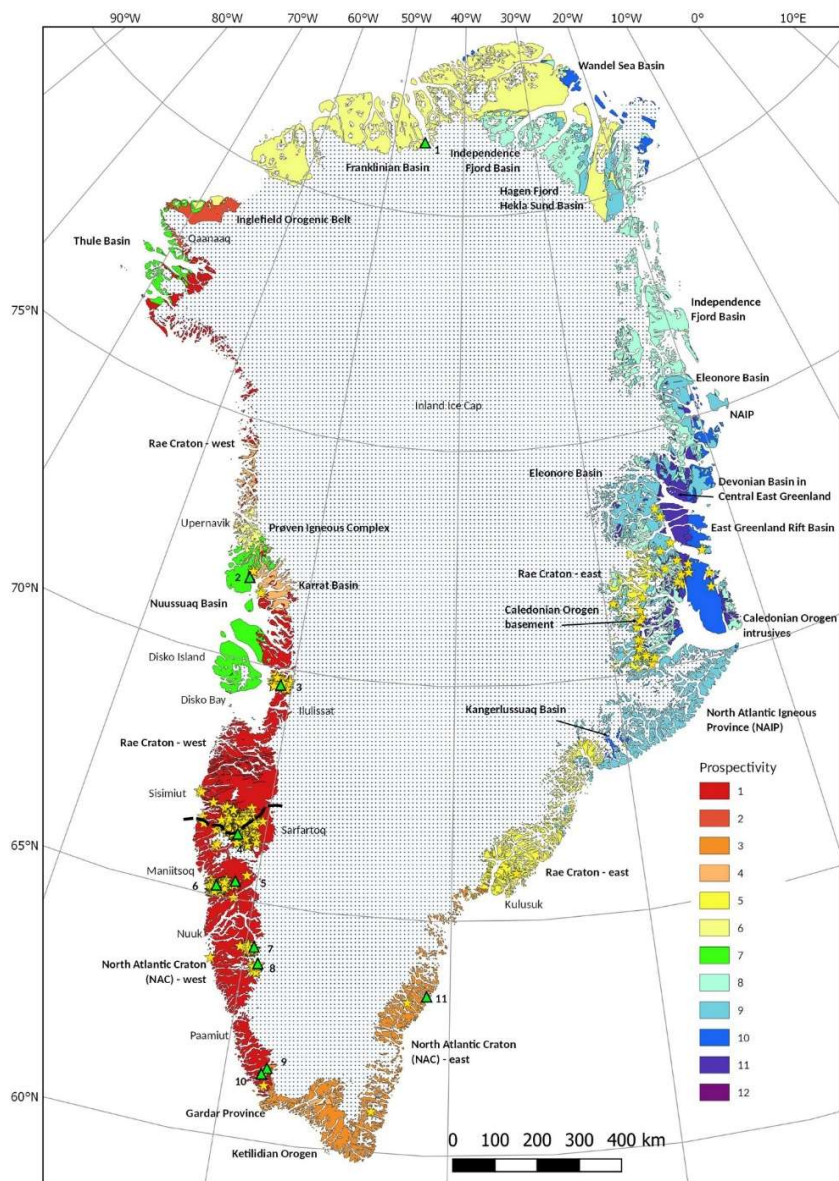 90°W
80°W
70°W
60°W
50°W
40°W
30°W
20°W
10°W
0°
10°E
Wandel Sea Basin
1
Franklinian Basin
Independence
Fjord Basin
Hagen Fjord
Hekla Sund Basin
Inglefield Orogenic Belt
Thule Basin
Qaanaaq
75°N
Independence
Fjord Basin
Eleonore Basin
Inland Ice Cap
NAIP
Rae Craton - west
Eleonore Basin
Devonian Basin in
Central East Greenland
Upernavik
Prøven Igneous Complex
East Greenland Rift Basin
70°N
2
Karrat Basin
Rae Craton - east
Nuussuaq Basin
Caledonian Orogen
basement
Caledonian Orogen
intrusives
Disko Island
3
Disko Bay
Ilulissat
Kangerlussuaq Basin
North Atlantic Igneous
Province (NAIP)
Rae Craton - west
Prospectivity
Sisimiut
1
2
Sarfartoq
4
3
65°N
4
Maniitsoq
5
6
5
Rae Craton - east
6
Kulusuk
7
Nuuk
7
8
North Atlantic Craton
(NAC) - west
8
9
11
10
Paamiut
North Atlantic Craton
(NAC) - east
11
9
10
12
60°N
Gardar Province
0 100 200 300 400 km
Ketilidian Orogen